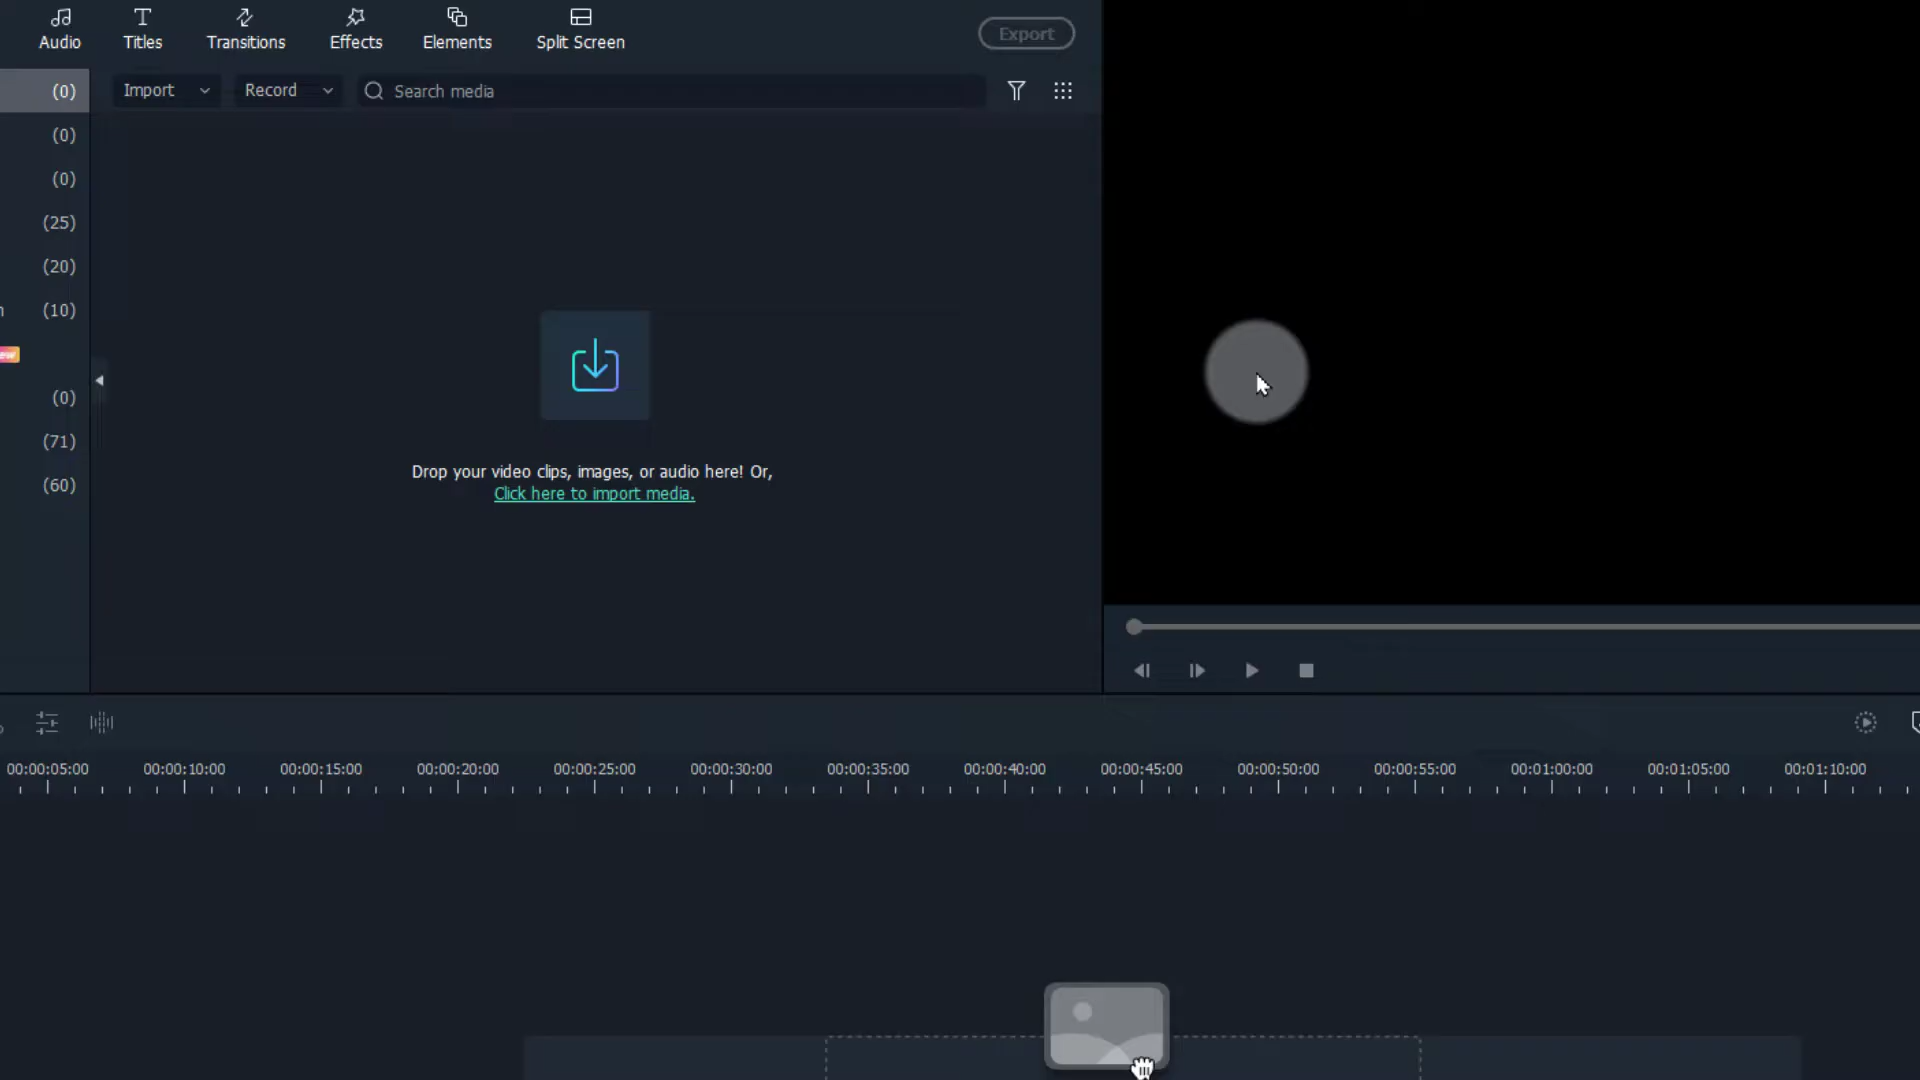 Audio
Titles
Transitions
Effects
Elements
Split Screen
Export
(0)
Import
Record
Search media
(0)
(0)
(25)
(20)
(10)
(0)
(71)
(60)
Drop your video clips, images, or audio here! Or,
Click here to import media.
00:00:05:00 00:00:10:00 00:00:15:00 00:00:20:00 00:00:25:00 00:00:30:00 00:00:35:00 00:00:40:00 00:00:45:00 00:00:50:00 00:00:55:00 00:01:00:00 00:01:05:00 00:01:10:00